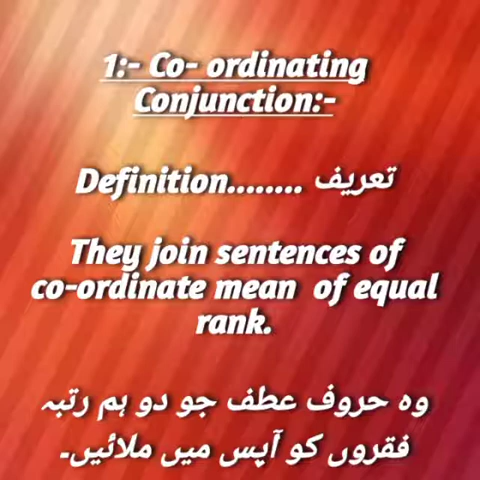 1:- Co- ordinating
Conjunction:-
Definition........ تعریف
They join sentences of
co-ordinate mean of equal
rank.
وہ حروف عطف جو دو ہم رتبہ
فقروں کو آپس میں ملائیں۔